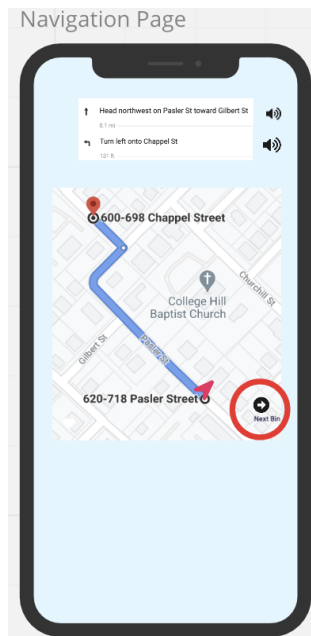 Navigation Page
Head northwest on Pasler St toward Gilbert St
0.1 mi
Turn left onto Chappel St
121 ft
600-698 Chappel Street
Churchill St
College Hill
Baptist Church
Gilbert St
Pasler St
620-718 Pasler Street
Next Bin